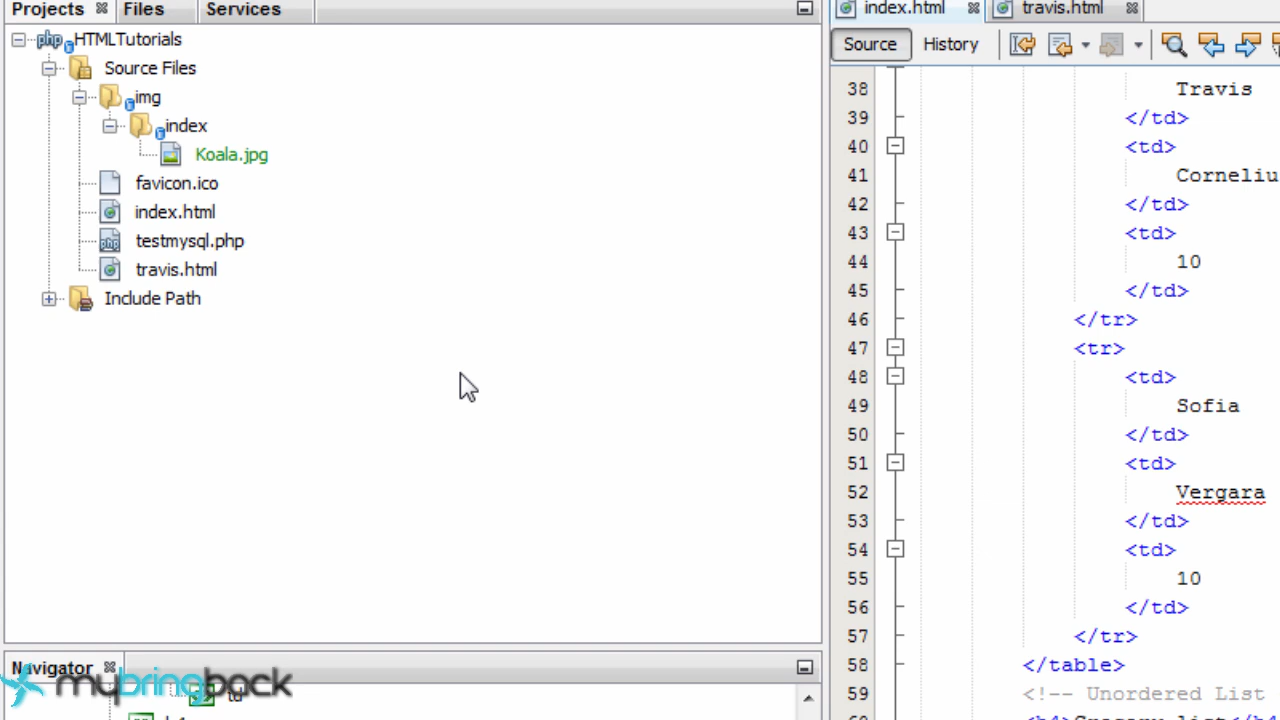 Projects Files Services
php HTMLTutorials
Source Files
img
index
Koala.jpg
favicon.ico
index.html
php testmysql.php
travis.html
Include Path
Navigator
mybringback
td
index.html travis.html
Source History
38 Travis
39 </td>
40 <td>
41 Corneliu
42 </td>
43 <td>
44 10
45 </td>
46 </tr>
47 <tr>
48 <td>
49 Sofia
50 </td>
51 <td>
52 Vergara
53 </td>
54 <td>
55 10
56 </td>
57 </tr>
58 </table>
59 <!-- Unordered List